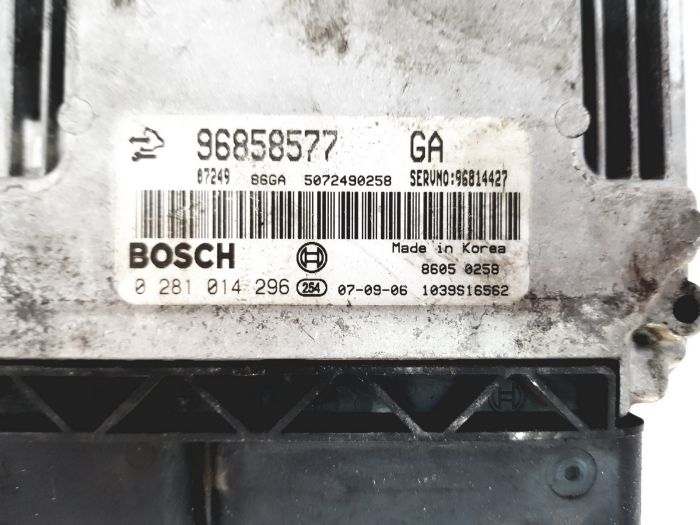 96858577 GA
87249 86GA 5072490258 SERVNO:96814427
BOSCH Made in Korea
8605 0258
0 281 014 296 254 07-09-06 1039S16562